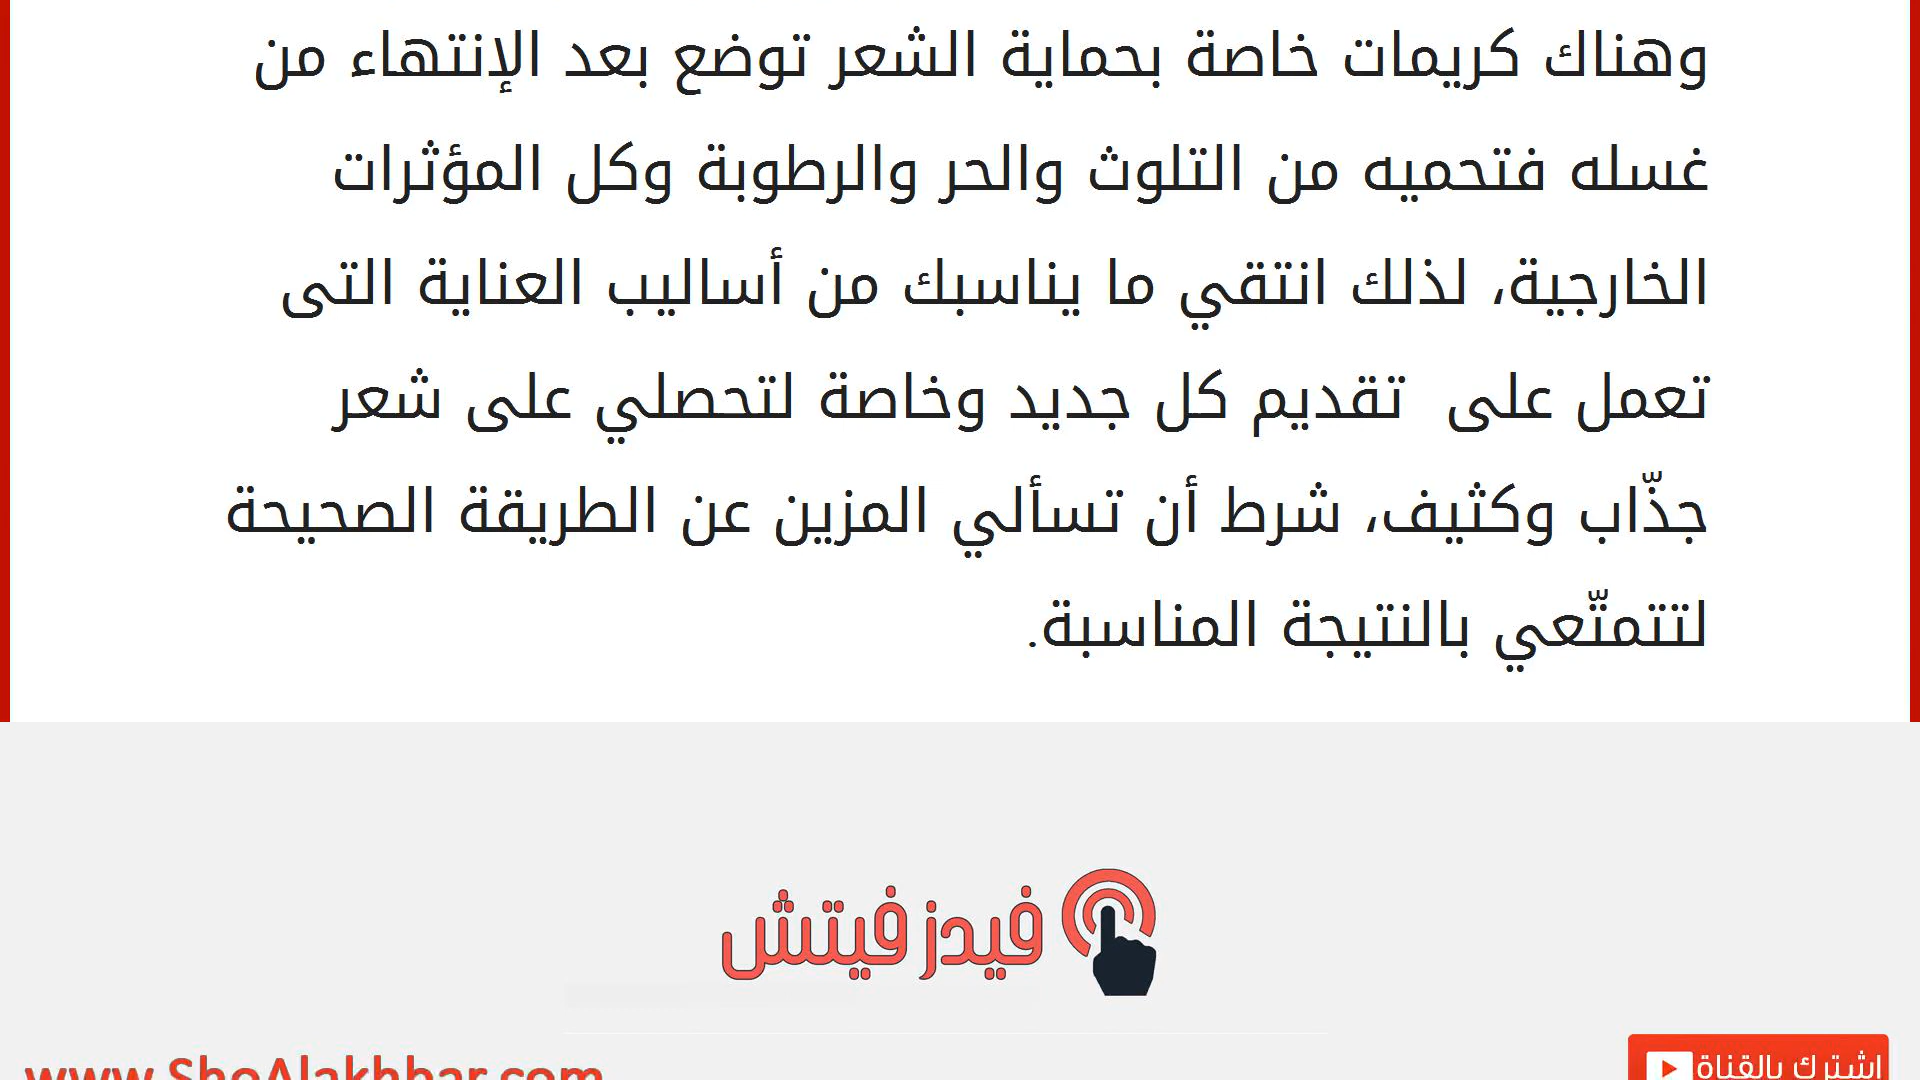 وهناك كريمات خاصة بحماية الشعر توضع بعد الإنتهاء من
غسله فتحميه من التلوث والحر والرطوبة وكل المؤثرات
الخارجية، لذلك انتقي ما يناسبك من أساليب العناية التى
تعمل على  تقديم كل جديد وخاصة لتحصلي على شعر
جذّاب وكثيف، شرط أن تسألي المزين عن الطريقة الصحيحة
لتتمتّعي بالنتيجة المناسبة.
فيدز فيتش
www.ShoAlakhbar.com
اشترك بالقناة